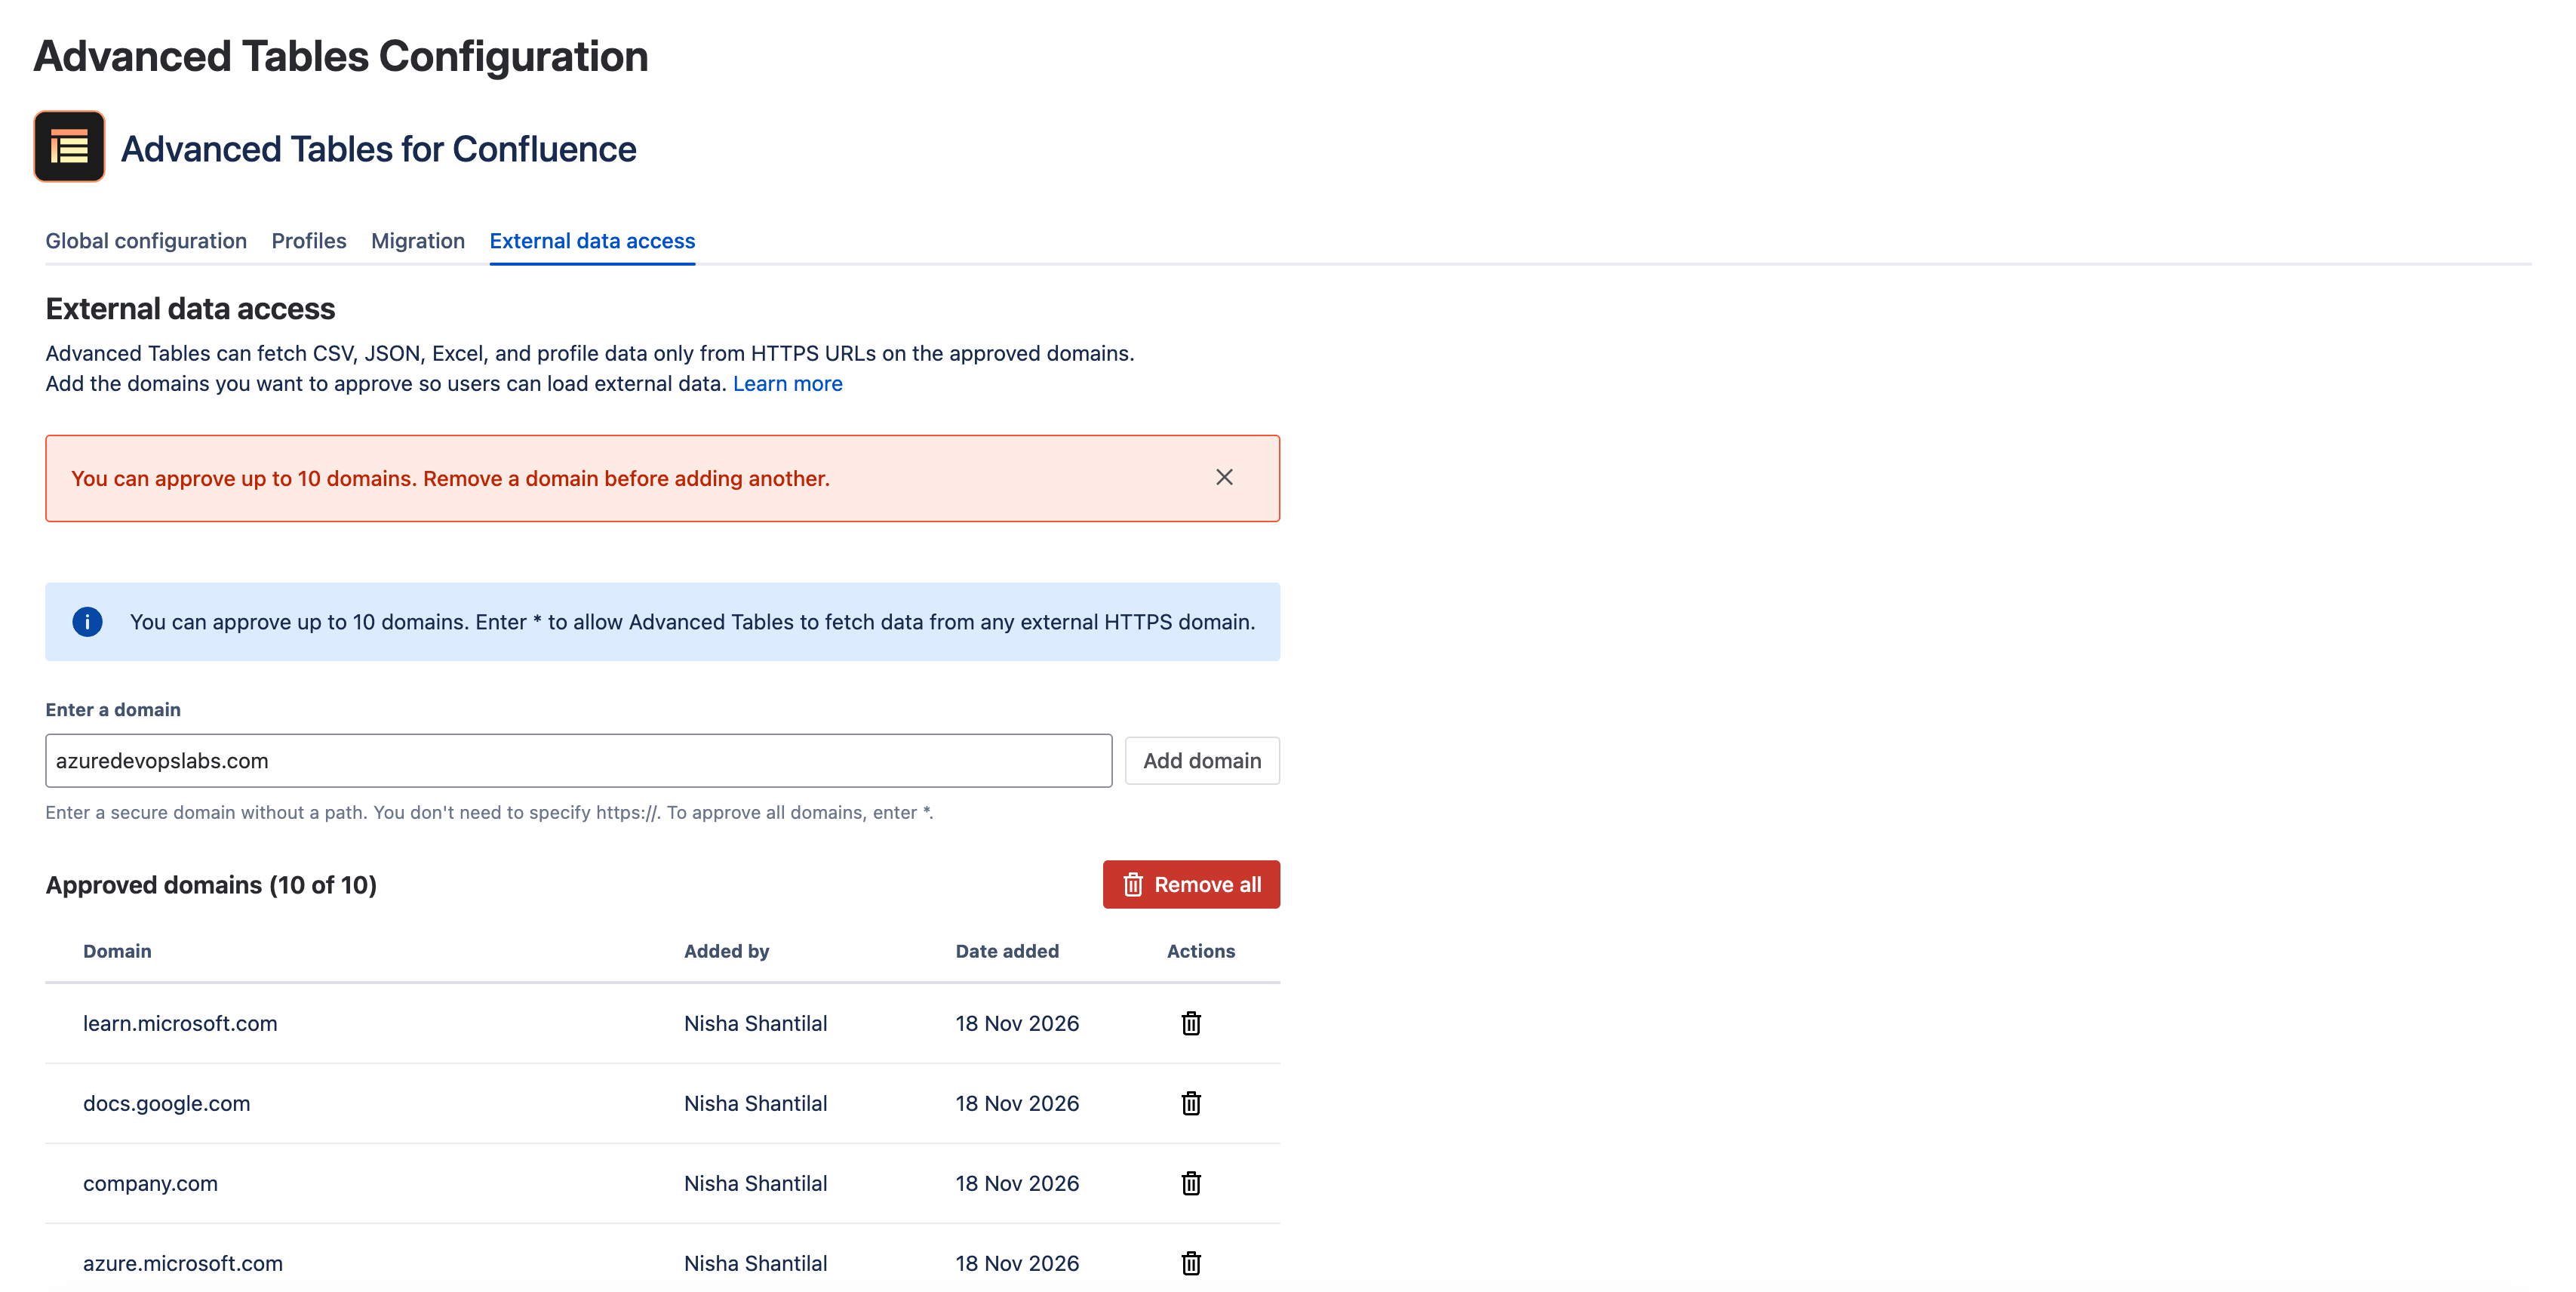 Advanced Tables Configuration
Advanced Tables for Confluence
Global configuration Profiles Migration External data access
External data access
Advanced Tables can fetch CSV, JSON, Excel, and profile data only from HTTPS URLs on the approved domains.
Add the domains you want to approve so users can load external data. Learn more
You can approve up to 10 domains. Remove a domain before adding another.
You can approve up to 10 domains. Enter * to allow Advanced Tables to fetch data from any external HTTPS domain.
Enter a domain
azuredevopslabs.com Add domain
Enter a secure domain without a path. You don't need to specify https://. To approve all domains, enter *.
Approved domains (10 of 10) Remove all
Domain Added by Date added Actions
learn.microsoft.com Nisha Shantilal 18 Nov 2026
docs.google.com Nisha Shantilal 18 Nov 2026
company.com Nisha Shantilal 18 Nov 2026
azure.microsoft.com Nisha Shantilal 18 Nov 2026